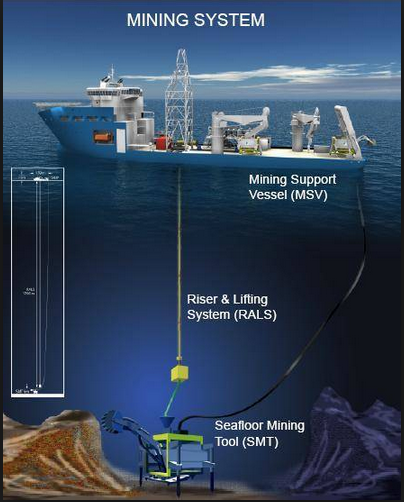 MINING SYSTEM
Mining Support
Vessel (MSV)
Riser & Lifting
System (RALS)
Seafloor Mining
Tool (SMT)